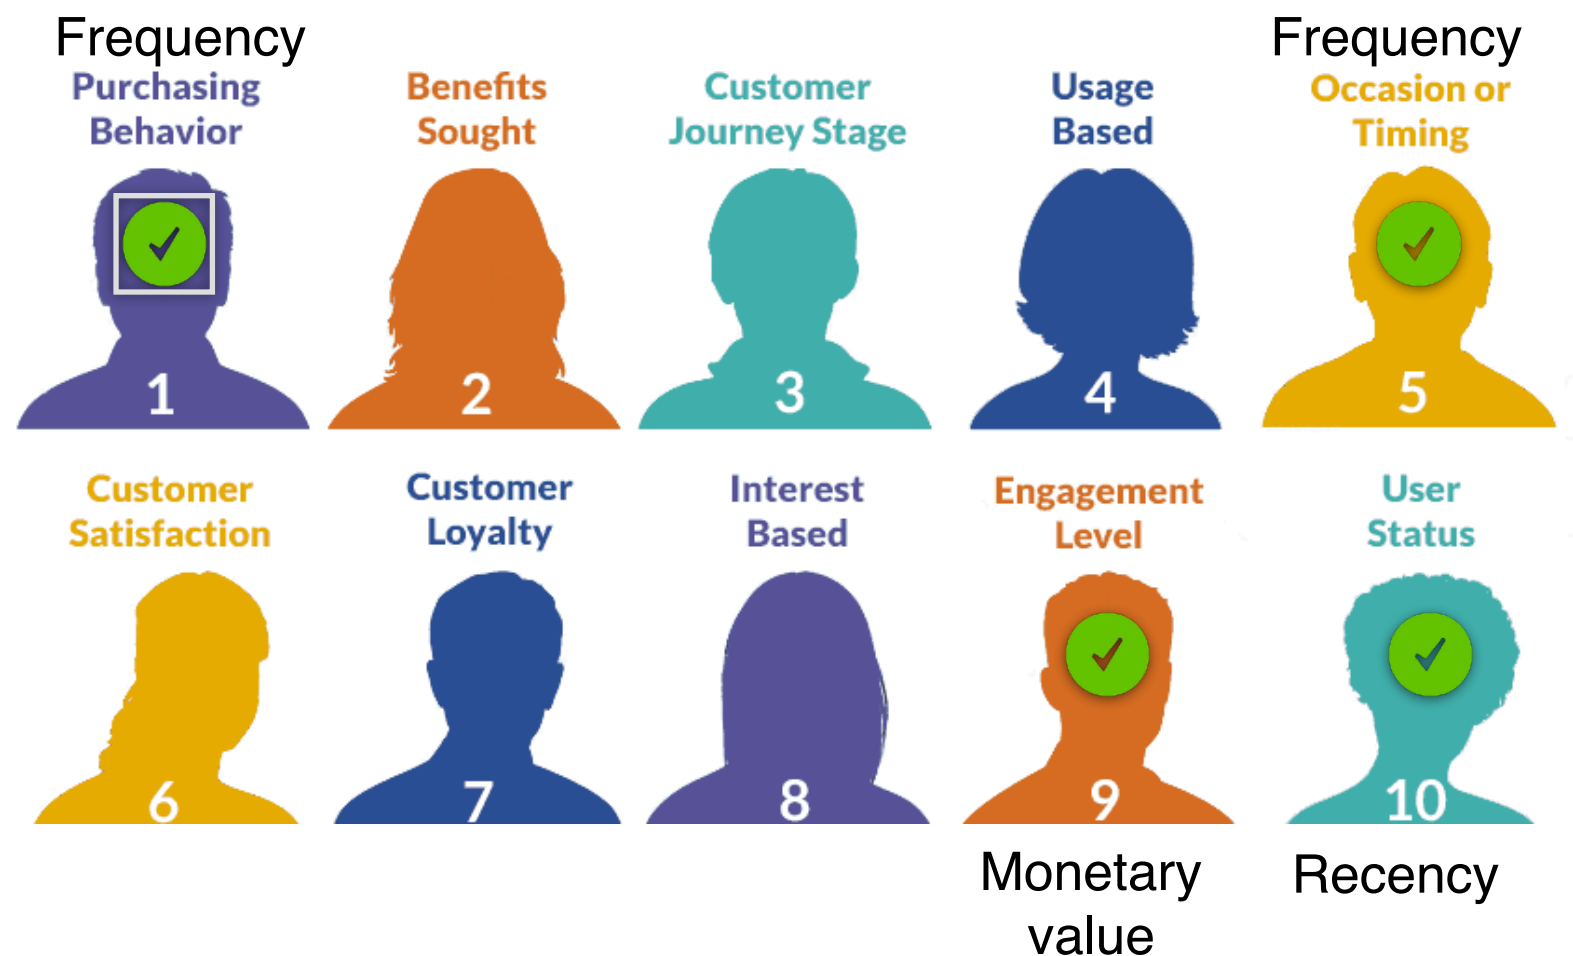 Frequency
Purchasing
Behavior
Benefits
Sought
Customer
Journey Stage
Usage
Based
Frequency
Occasion or
Timing
1
2
3
4
5
Customer
Satisfaction
Customer
Loyalty
Interest
Based
Engagement
Level
User
Status
6
7
8
9
10
Monetary
value
Recency